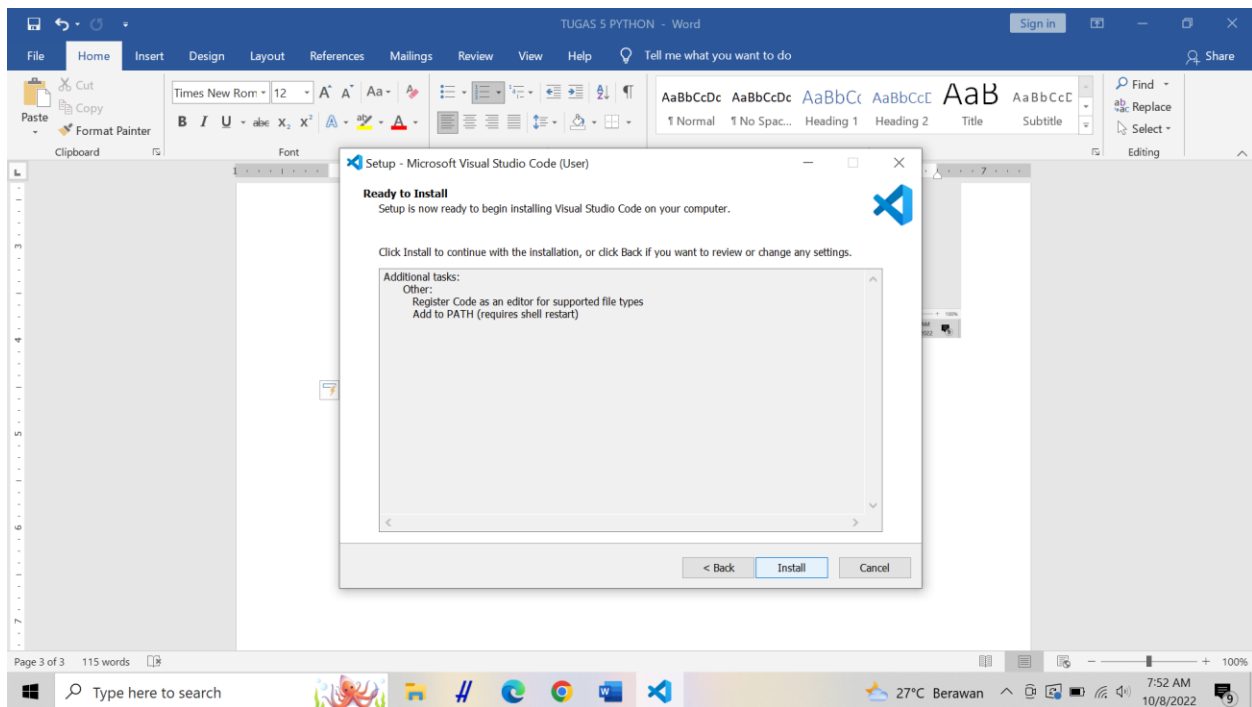 TUGAS 5 PYTHON - Word
Sign in
File Home Insert Design Layout References Mailings Review View Help Tell me what you want to do Share
Cut
Copy
Paste
Format Painter
Clipboard
Times New Rom 12
Font
AaBbCcDc AaBbCcDc AaBbCc AaBbCcE AaB AaBbCcD
¶ Normal ¶ No Spac... Heading 1 Heading 2 Title Subtitle
Find
Replace
Select
Editing
Setup - Microsoft Visual Studio Code (User)
Ready to Install
Setup is now ready to begin installing Visual Studio Code on your computer.
Click Install to continue with the installation, or click Back if you want to review or change any settings.
Additional tasks:
Other:
Register Code as an editor for supported file types
Add to PATH (requires shell restart)
< Back Install Cancel
Page 3 of 3 115 words
100%
Type here to search
27°C Berawan
7:52 AM
10/8/2022
9